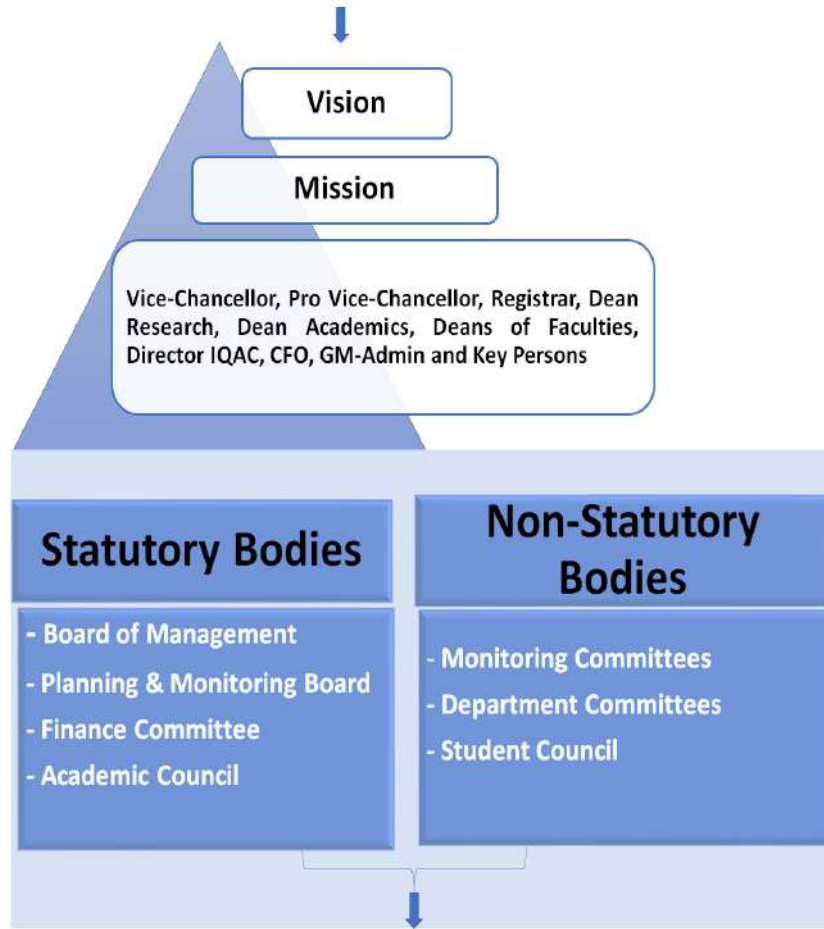 Vision
Mission
Vice-Chancellor, Pro Vice-Chancellor, Registrar, Dean
Research, Dean Academics, Deans of Faculties,
Director IQAC, CFO, GM-Admin and Key Persons
Statutory Bodies
- Board of Management
- Planning & Monitoring Board
- Finance Committee
- Academic Council
Non-Statutory
Bodies
- Monitoring Committees
- Department Committees
- Student Council